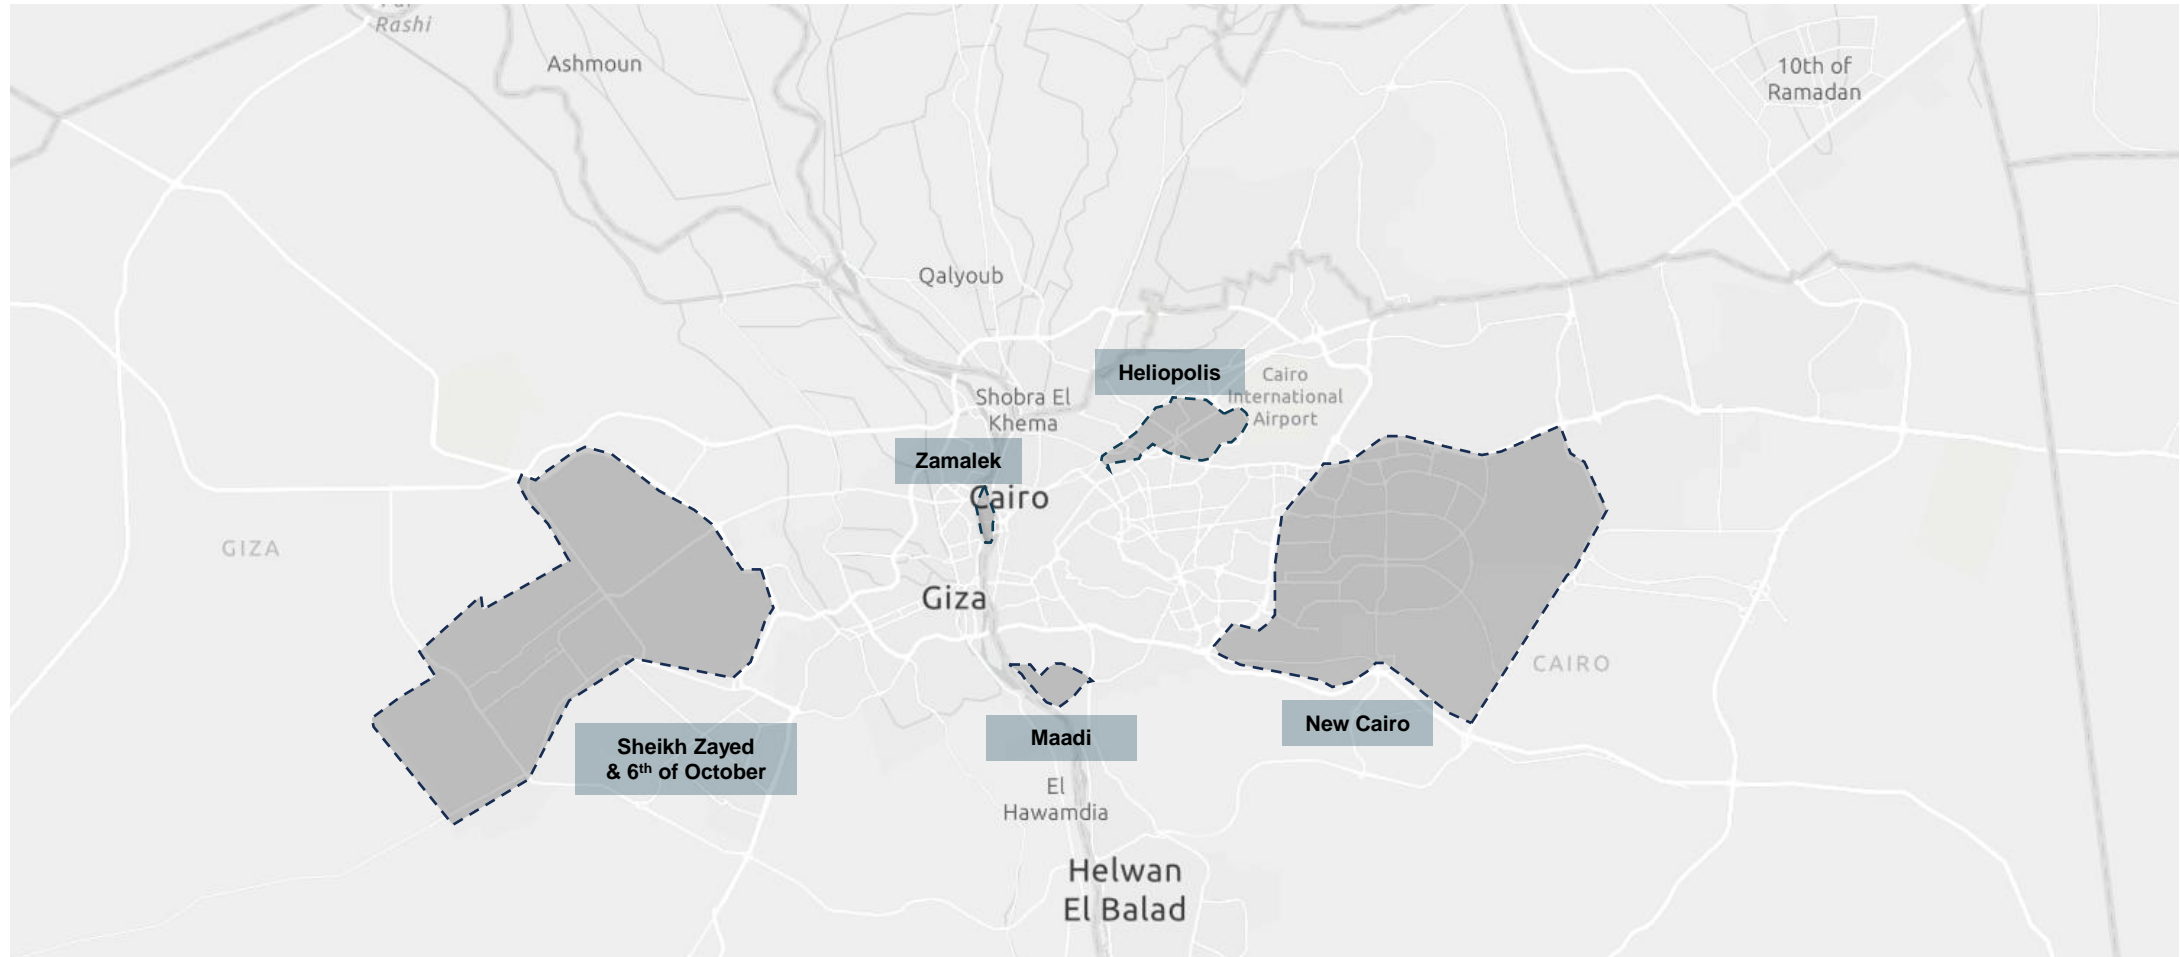 Rashi
Ashmoun
10th of
Ramadan
Qalyoub
Heliopolis
Cairo
International
Airport
Shobra El
Khema
Zamalek
Cairo
GIZA
Giza
CAIRO
New Cairo
Maadi
Sheikh Zayed
& 6th of October
El
Hawamdia
Helwan
El Balad